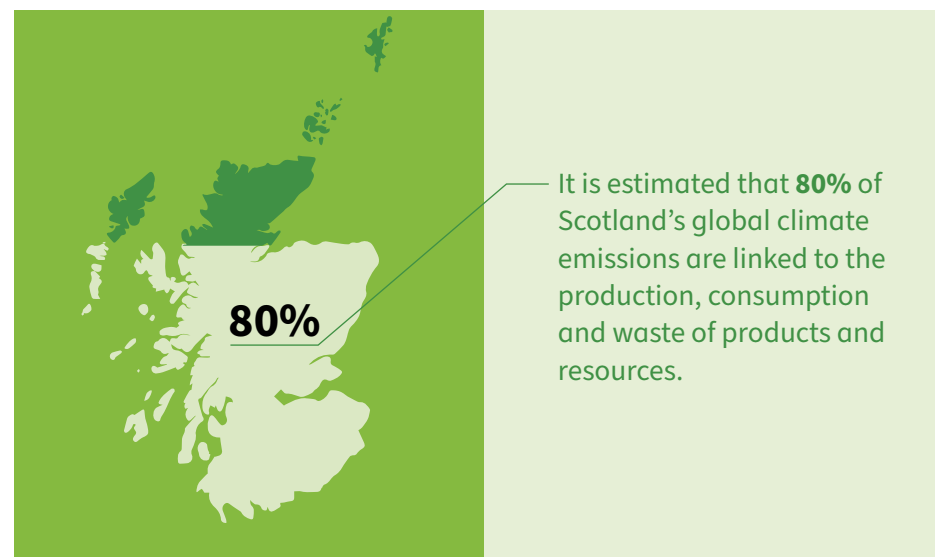 80%
It is estimated that 80% of
Scotland’s global climate
emissions are linked to the
production, consumption
and waste of products and
resources.